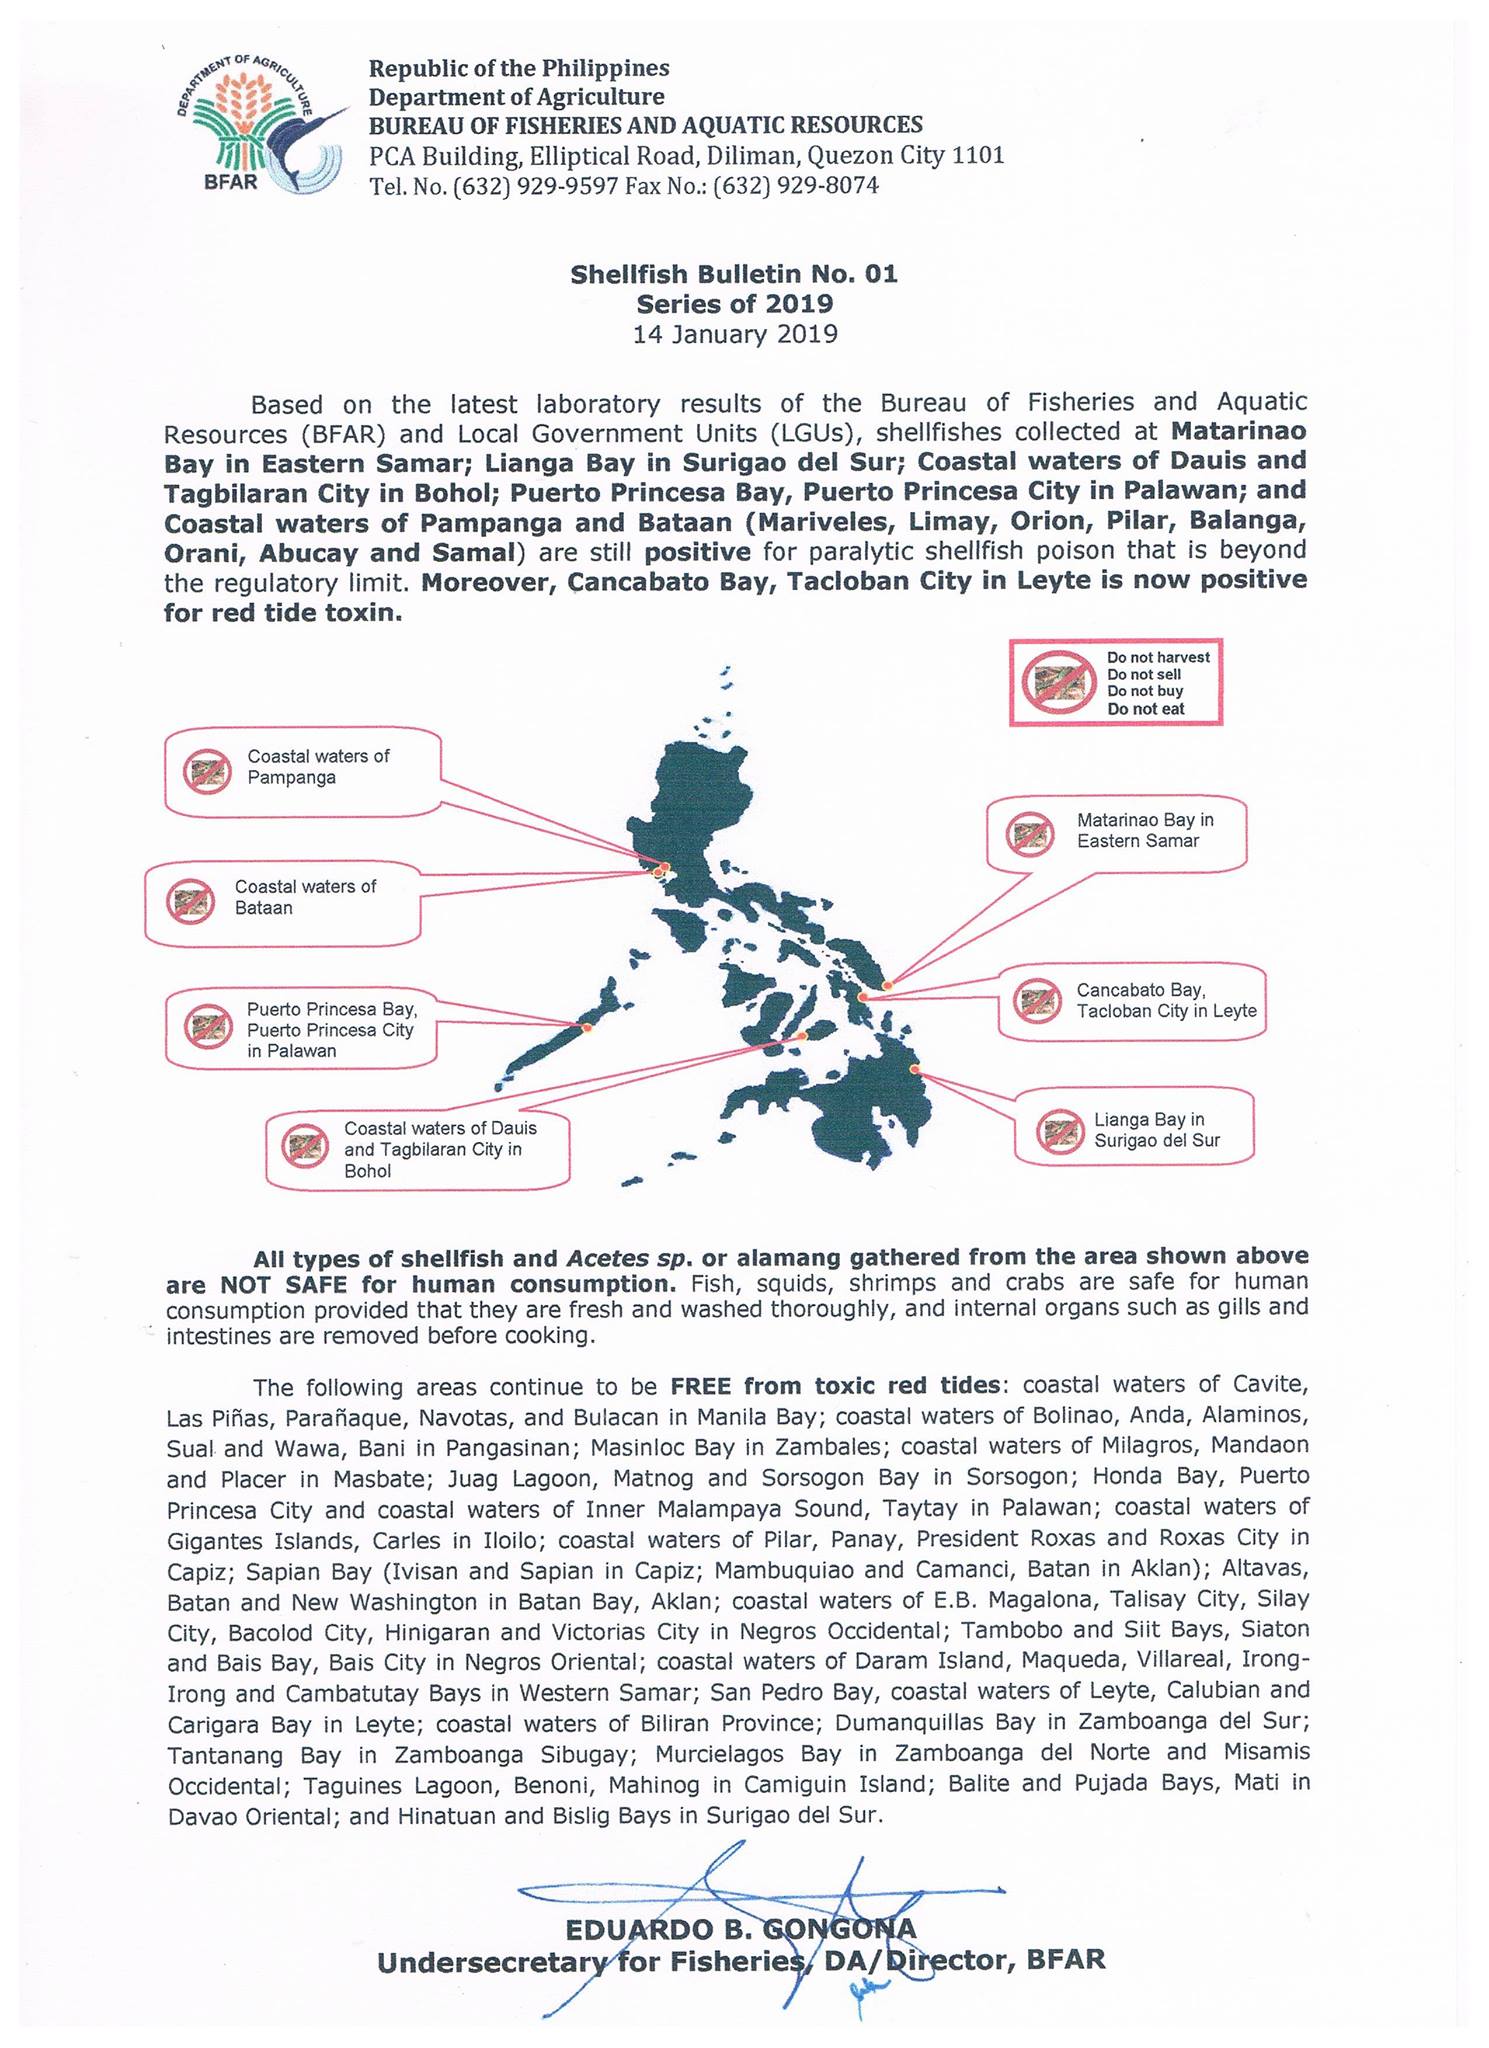 DEPARTMENT OF AGRICULTURE
BFAR
Republic of the Philippines
Department of Agriculture
BUREAU OF FISHERIES AND AQUATIC RESOURCES
PCA Building, Elliptical Road, Diliman, Quezon City 1101
Tel. No. (632) 929-9597 Fax No.: (632) 929-8074
Shellfish Bulletin No. 01
Series of 2019
14 January 2019
Based on the latest laboratory results of the Bureau of Fisheries and Aquatic
Resources (BFAR) and Local Government Units (LGUs), shellfishes collected at Matarinao
Bay in Eastern Samar; Lianga Bay in Surigao del Sur; Coastal waters of Dauis and
Tagbilaran City in Bohol; Puerto Princesa Bay, Puerto Princesa City in Palawan; and
Coastal waters of Pampanga and Bataan (Mariveles, Limay, Orion, Pilar, Balanga,
Orani, Abucay and Samal) are still positive for paralytic shellfish poison that is beyond
the regulatory limit. Moreover, Cancabato Bay, Tacloban City in Leyte is now positive
for red tide toxin.
Do not harvest
Do not sell
Do not buy
Do not eat
Coastal waters of
Pampanga
Matarinao Bay in
Eastern Samar
Coastal waters of
Bataan
Cancabato Bay,
Tacloban City in Leyte
Puerto Princesa Bay,
Puerto Princesa City
in Palawan
Lianga Bay in
Surigao del Sur
Coastal waters of Dauis
and Tagbilaran City in
Bohol
All types of shellfish and Acetes sp. or alamang gathered from the area shown above
are NOT SAFE for human consumption. Fish, squids, shrimps and crabs are safe for human
consumption provided that they are fresh and washed thoroughly, and internal organs such as gills and
intestines are removed before cooking.
The following areas continue to be FREE from toxic red tides: coastal waters of Cavite,
Las Piñas, Parañaque, Navotas, and Bulacan in Manila Bay; coastal waters of Bolinao, Anda, Alaminos,
Sual and Wawa, Bani in Pangasinan; Masinloc Bay in Zambales; coastal waters of Milagros, Mandaon
and Placer in Masbate; Juag Lagoon, Matnog and Sorsogon Bay in Sorsogon; Honda Bay, Puerto
Princesa City and coastal waters of Inner Malampaya Sound, Taytay in Palawan; coastal waters of
Gigantes Islands, Carles in Iloilo; coastal waters of Pilar, Panay, President Roxas and Roxas City in
Capiz; Sapian Bay (Ivisan and Sapian in Capiz; Mambuquiao and Camanci, Batan in Aklan); Altavas,
Batan and New Washington in Batan Bay, Aklan; coastal waters of E.B. Magalona, Talisay City, Silay
City, Bacolod City, Hinigaran and Victorias City in Negros Occidental; Tambobo and Siit Bays, Siaton
and Bais Bay, Bais City in Negros Oriental; coastal waters of Daram Island, Maqueda, Villareal, Irong-
Irong and Cambatutay Bays in Western Samar; San Pedro Bay, coastal waters of Leyte, Calubian and
Carigara Bay in Leyte; coastal waters of Biliran Province; Dumanquillas Bay in Zamboanga del Sur;
Tantanang Bay in Zamboanga Sibugay; Murcielagos Bay in Zamboanga del Norte and Misamis
Occidental; Taguines Lagoon, Benoni, Mahinog in Camiguin Island; Balite and Pujada Bays, Mati in
Davao Oriental; and Hinatuan and Bislig Bays in Surigao del Sur.
EDUARDO B. GONGONA
Undersecretary for Fisheries, DA/Director, BFAR